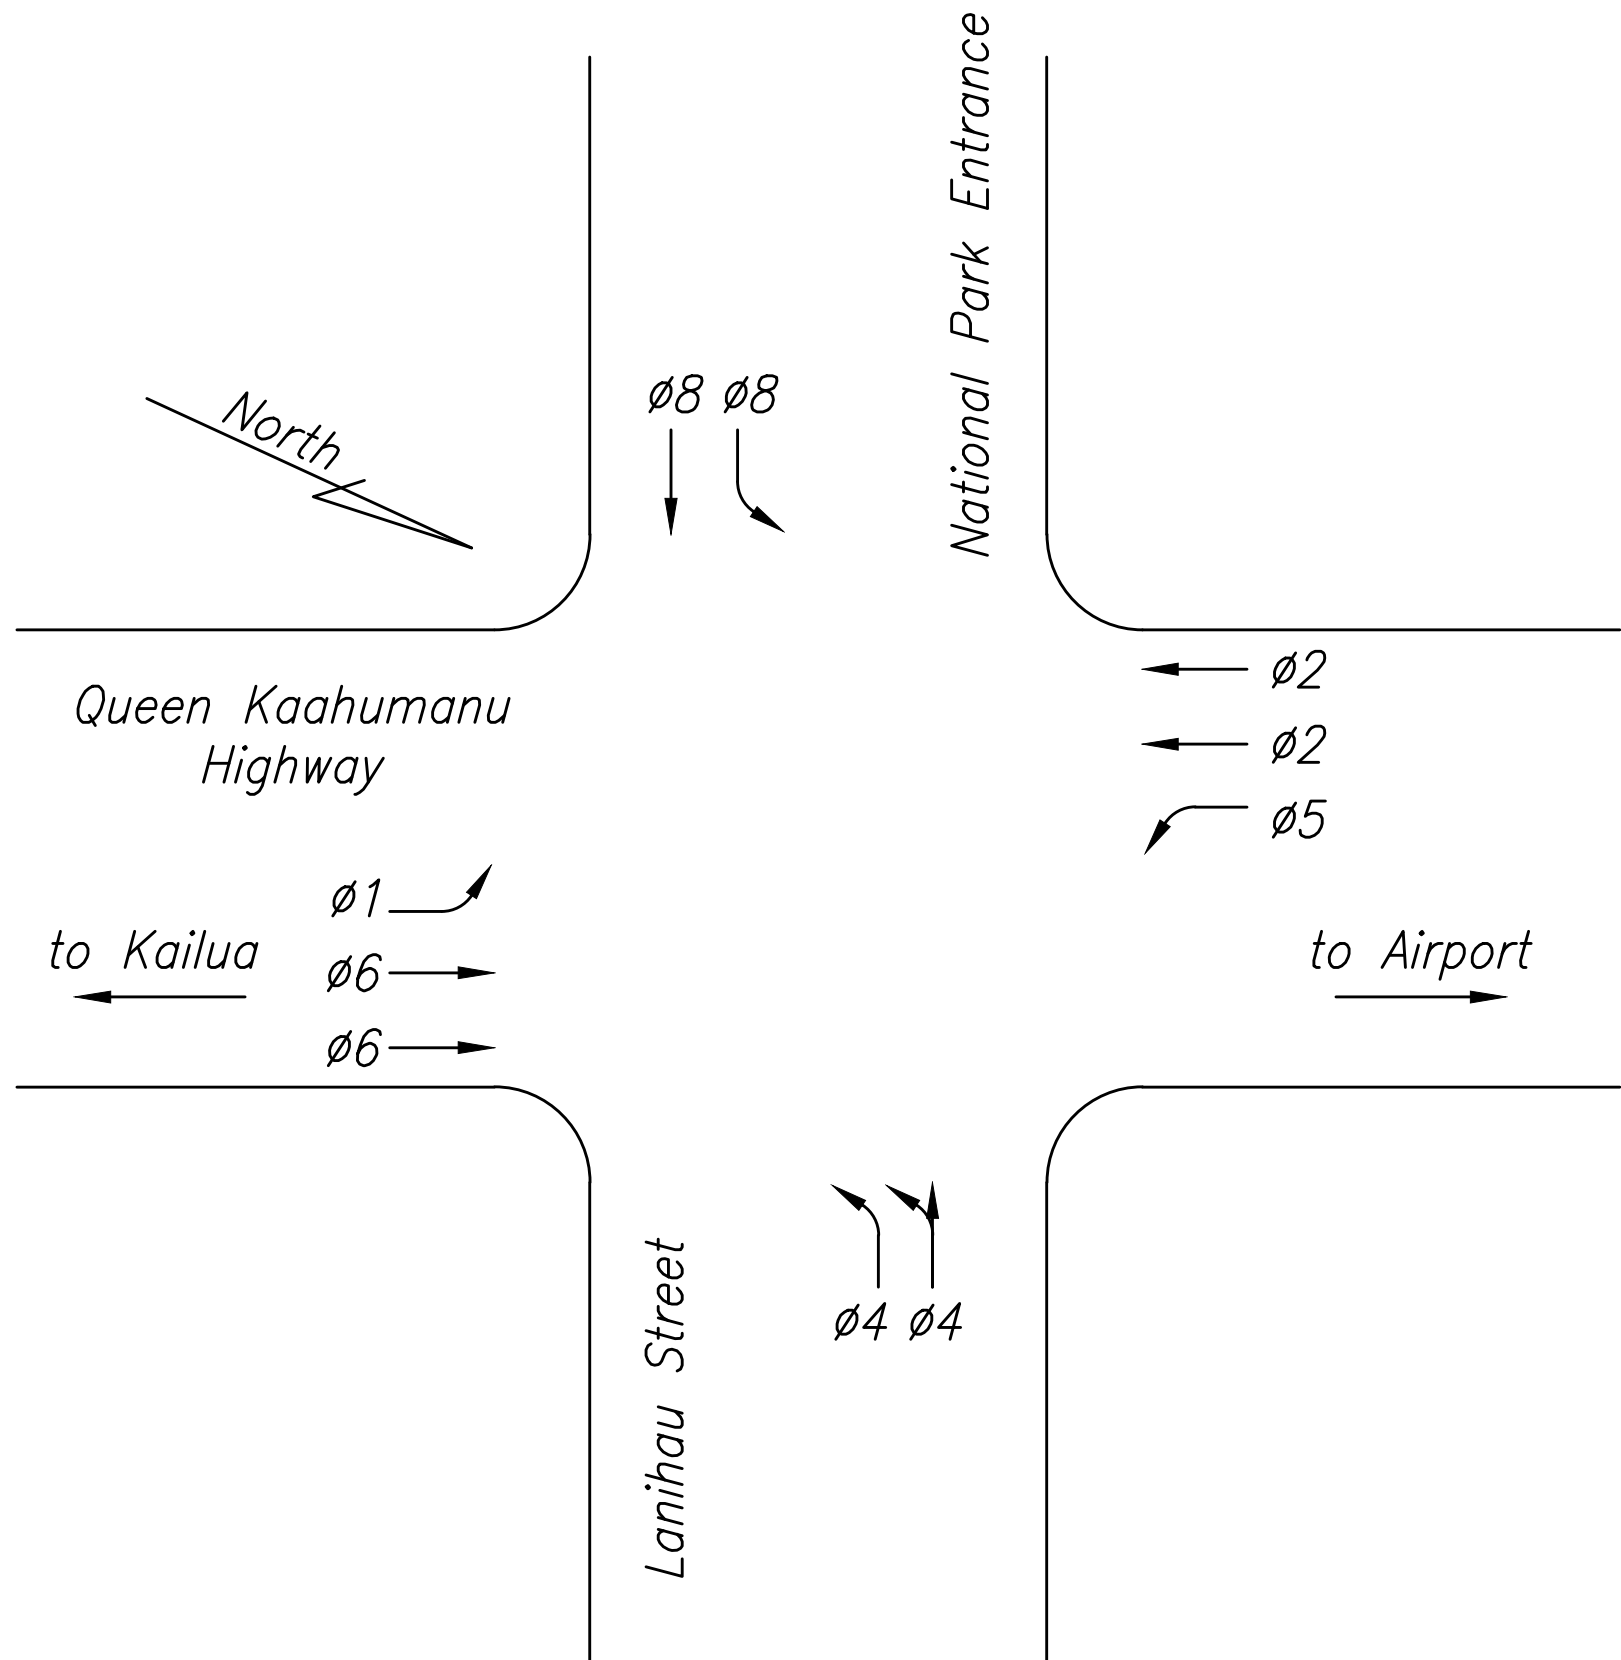 National Park Entrance
North
ø8 ø8
Queen Kaahumanu
Highway
ø2
ø2
ø5
ø1
to Kailua
ø6
ø6
to Airport
ø4 ø4
Lanihau Street